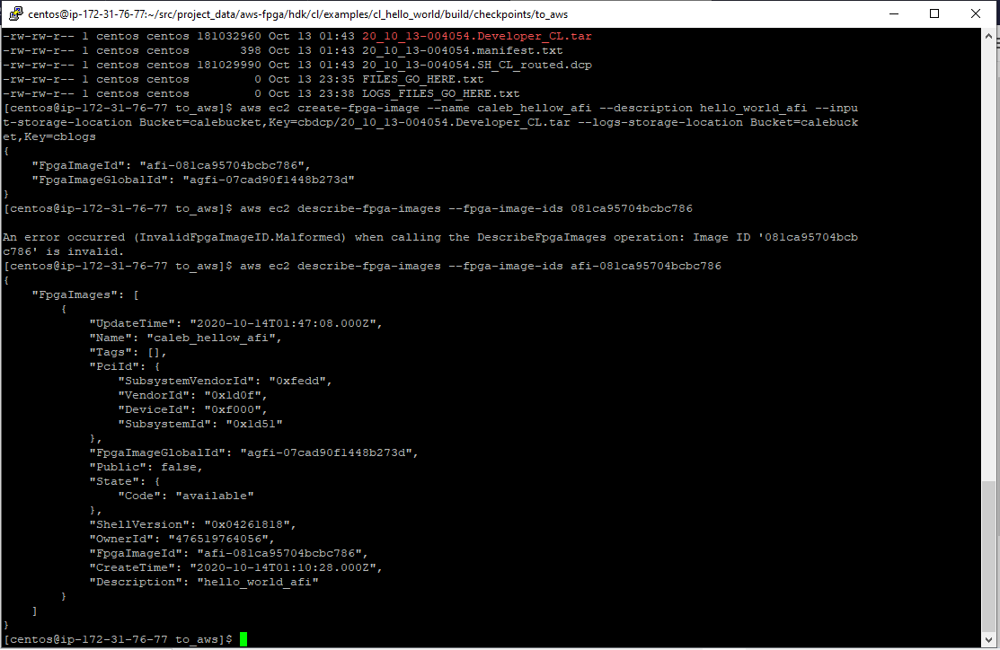 centos@ip-172-31-76-77:~/src/project_data/aws-fpga/hdk/cl/examples/cl_hello_world/build/checkpoints/to_aws
-rw-rw-r-- 1 centos centos 181032960 Oct 13 01:43 20_10_13-004054.Developer_CL.tar
-rw-rw-r-- 1 centos centos       398 Oct 13 01:43 20_10_13-004054.manifest.txt
-rw-rw-r-- 1 centos centos 181029990 Oct 13 01:43 20_10_13-004054.SH_CL_routed.dcp
-rw-rw-r-- 1 centos centos         0 Oct 13 23:35 FILES_GO_HERE.txt
-rw-rw-r-- 1 centos centos         0 Oct 13 23:38 LOGS_FILES_GO_HERE.txt
[centos@ip-172-31-76-77 to_aws]$ aws ec2 create-fpga-image --name caleb_hellow_afi --description hello_world_afi --inpu
t-storage-location Bucket=calebucket,Key=cbdcp/20_10_13-004054.Developer_CL.tar --logs-storage-location Bucket=calebuck
et,Key=cblogs
{
    "FpgaImageId": "afi-081ca95704bcbc786",
    "FpgaImageGlobalId": "agfi-07cad90f1448b273d"
}
[centos@ip-172-31-76-77 to_aws]$ aws ec2 describe-fpga-images --fpga-image-ids 081ca95704bcbc786
An error occurred (InvalidFpgaImageID.Malformed) when calling the DescribeFpgaImages operation: Image ID '081ca95704bcb
c786' is invalid.
[centos@ip-172-31-76-77 to_aws]$ aws ec2 describe-fpga-images --fpga-image-ids afi-081ca95704bcbc786
{
    "FpgaImages": [
        {
            "UpdateTime": "2020-10-14T01:47:08.000Z",
            "Name": "caleb_hellow_afi",
            "Tags": [],
            "PciId": {
                "SubsystemVendorId": "0xfedd",
                "VendorId": "0x1d0f",
                "DeviceId": "0xf000",
                "SubsystemId": "0x1d51"
            },
            "FpgaImageGlobalId": "agfi-07cad90f1448b273d",
            "Public": false,
            "State": {
                "Code": "available"
            },
            "ShellVersion": "0x04261818",
            "OwnerId": "476519764056",
            "FpgaImageId": "afi-081ca95704bcbc786",
            "CreateTime": "2020-10-14T01:10:28.000Z",
            "Description": "hello_world_afi"
        }
    ]
}
[centos@ip-172-31-76-77 to_aws]$